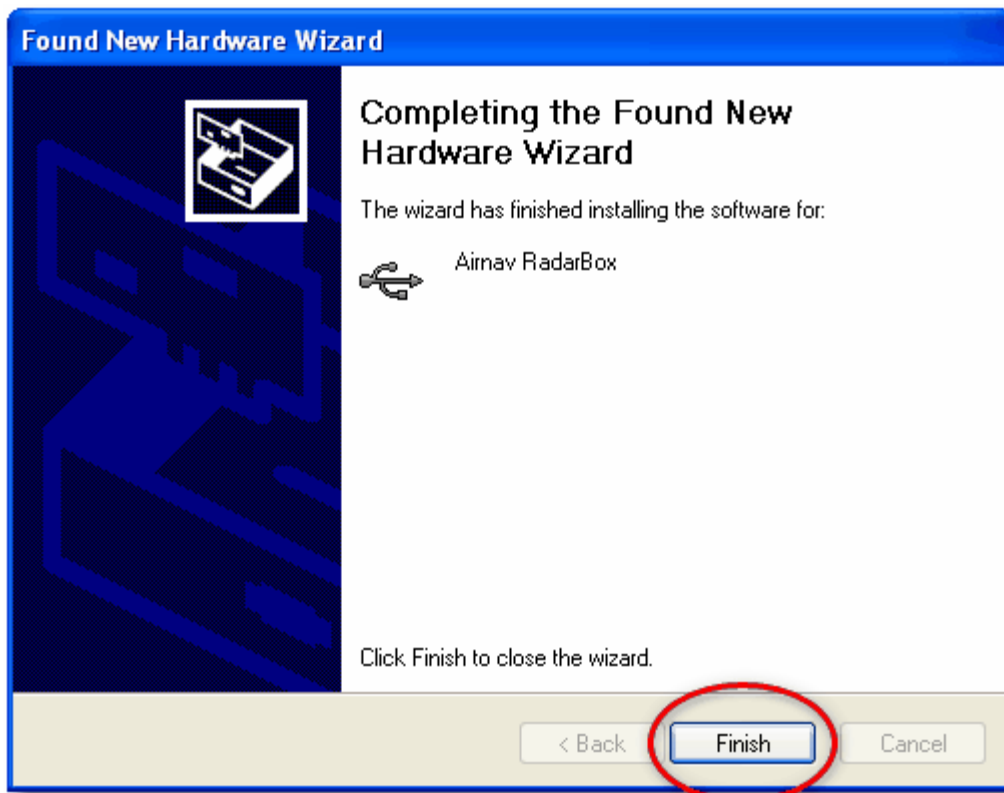 Found New Hardware Wizard
Completing the Found New
Hardware Wizard
The wizard has finished installing the software for:
Airnav RadarBox
Click Finish to close the wizard.
< Back Finish Cancel